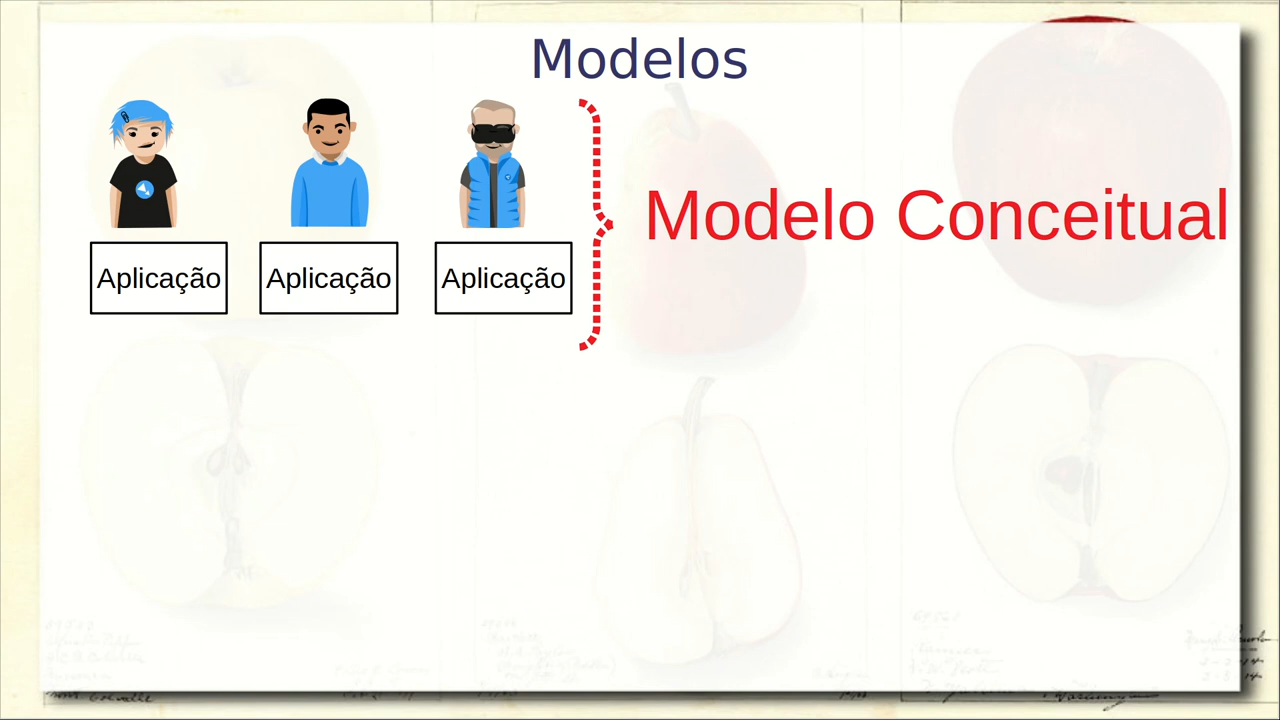 Modelos
Modelo Conceitual
Aplicação
Aplicação
Aplicação